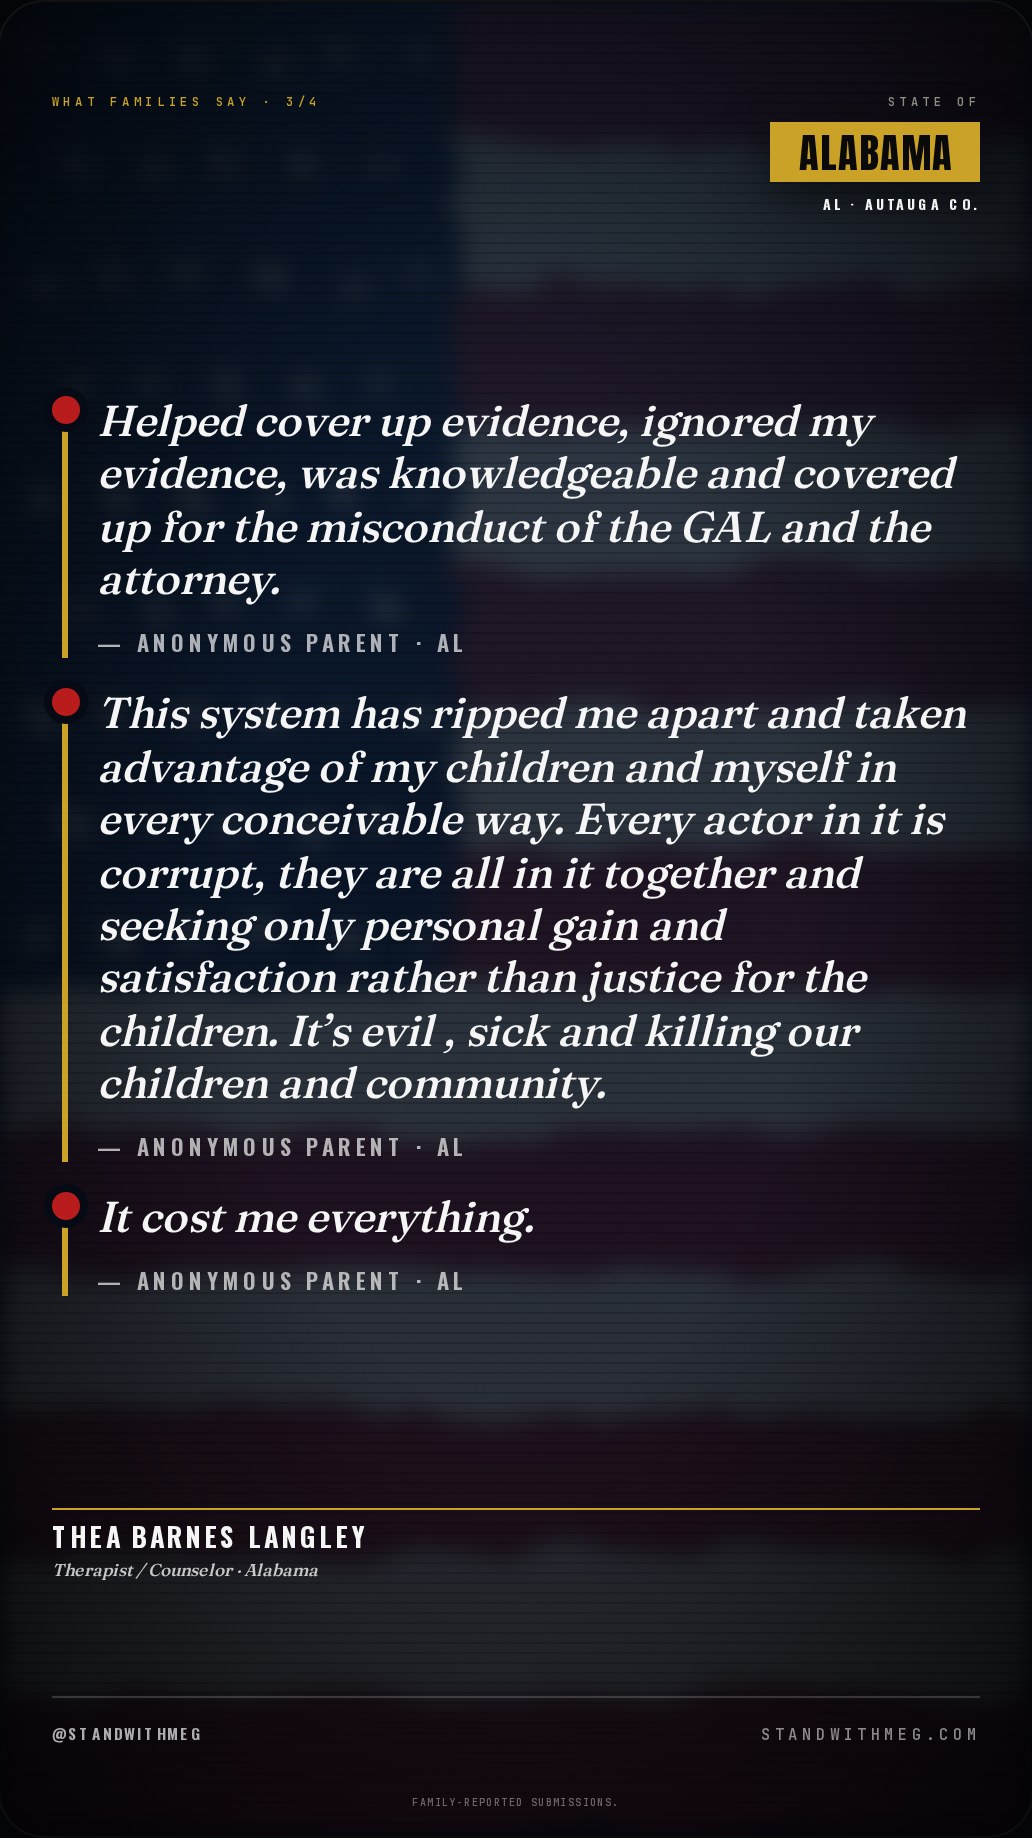 WHAT FAMILIES SAY · 3/4
STATE OF
ALABAMA
AL · AUTAUGA CO.
Helped cover up evidence, ignored my
evidence, was knowledgeable and covered
up for the misconduct of the GAL and the
attorney.
— ANONYMOUS PARENT · AL
This system has ripped me apart and taken
advantage of my children and myself in
every conceivable way. Every actor in it is
corrupt, they are all in it together and
seeking only personal gain and
satisfaction rather than justice for the
children. It’s evil , sick and killing our
children and community.
— ANONYMOUS PARENT · AL
It cost me everything.
— ANONYMOUS PARENT · AL
THEA BARNES LANGLEY
Therapist / Counselor · Alabama
@STANDWITHMEG
STANDWITHMEG.COM
FAMILY-REPORTED SUBMISSIONS.